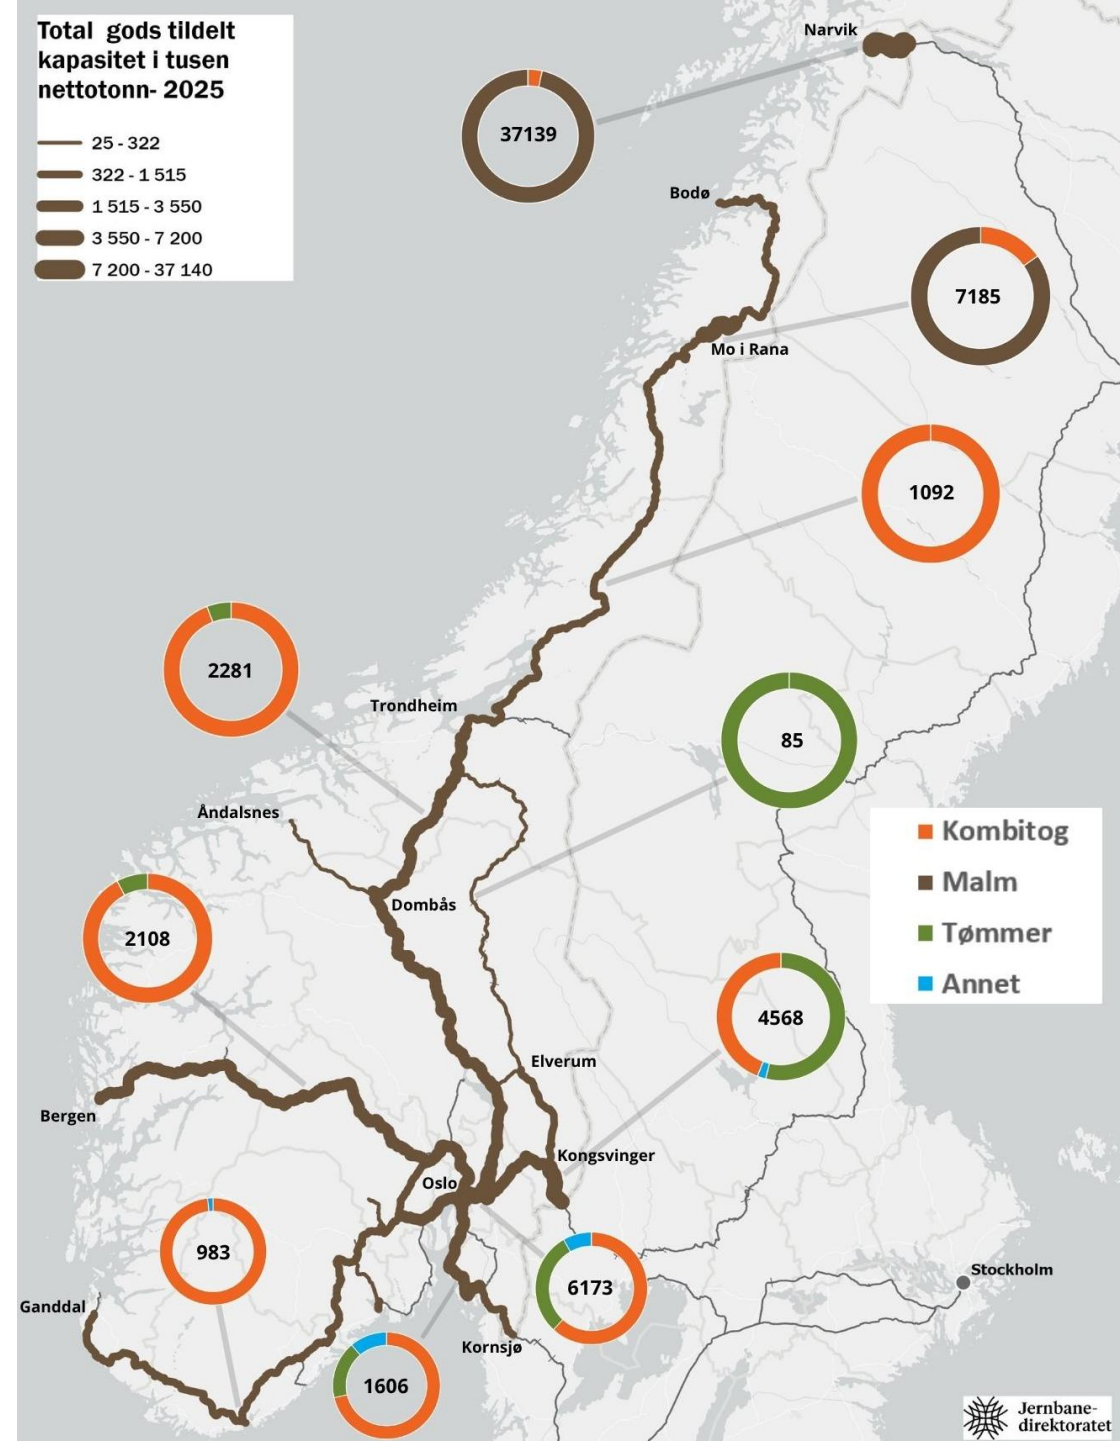 Total gods tildelt
kapasitet i tusen
nettotonn- 2025
25 - 322
322 - 1 515
1 515 - 3 550
3 550 - 7 200
7 200 - 37 140
Narvik
37139
Bodø
7185
Mo i Rana
1092
2281
Trondheim
85
Åndalsnes
Kombitog
Malm
Tømmer
Annet
Dombås
2108
4568
Elverum
Bergen
Kongsvinger
Oslo
983
Stockholm
6173
Ganddal
Kornsjø
1606
Jernbane-
direktoratet